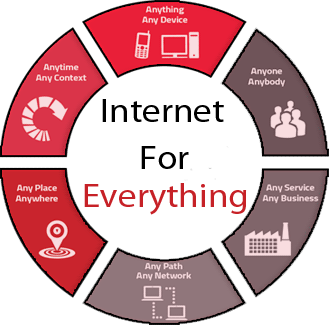 Anything
Any Device
Anytime
Any Context
Anyone
Anybody
Internet
For
Everything
Any Place
Anywhere
Any Service
Any Business
Any Path
Any Network